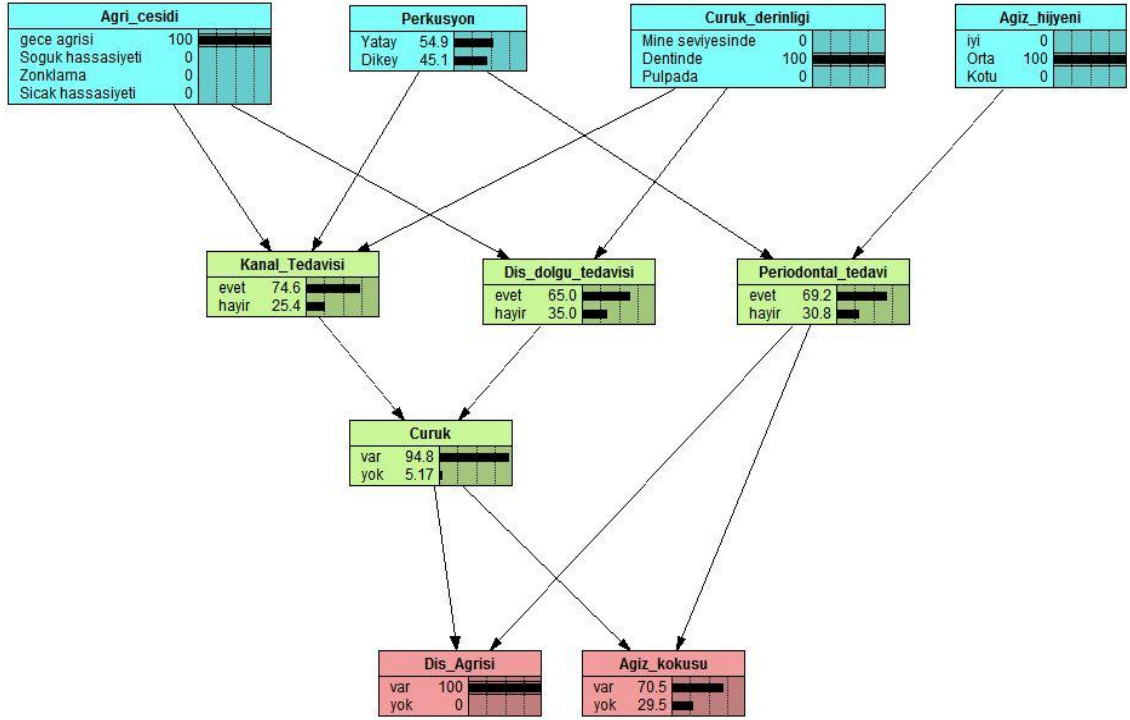 Agri_cesidi
gece agrisi 100
Soguk hassasiyeti 0
Zonklama 0
Sicak hassasiyeti 0
Perkusyon
Yatay 54.9
Dikey 45.1
Curuk_derinligi
Mine seviyesinde 0
Dentinde 100
Pulpada 0
Agiz_hijyeni
iyi 0
Orta 100
Kotu 0
Kanal_Tedavisi
evet 74.6
hayir 25.4
Dis_dolgu_tedavisi
evet 65.0
hayir 35.0
Periodontal_tedavi
evet 69.2
hayir 30.8
Curuk
var 94.8
yok 5.17
Dis_Agrisi
var 100
yok 0
Agiz_kokusu
var 70.5
yok 29.5